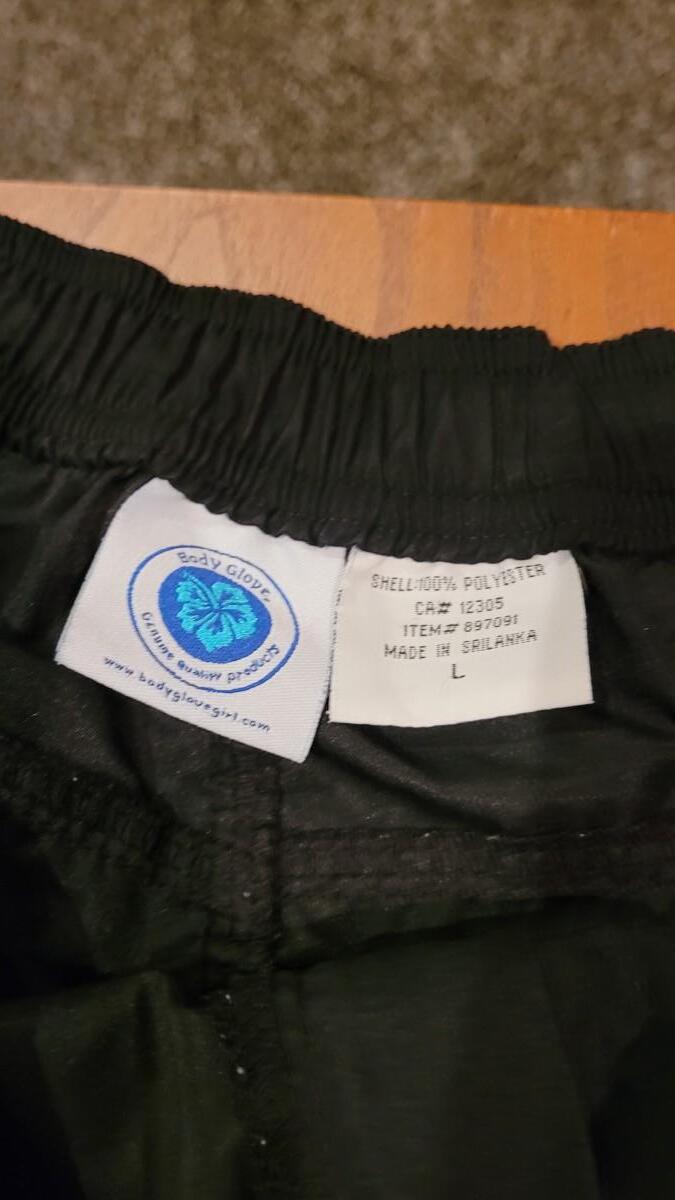 Body Glove.
Genuine Quality Products
www.bodyglovegirl.com
SHELL:100% POLYESTER
CA# 12305
ITEM# 897091
MADE IN SRILANKA
L